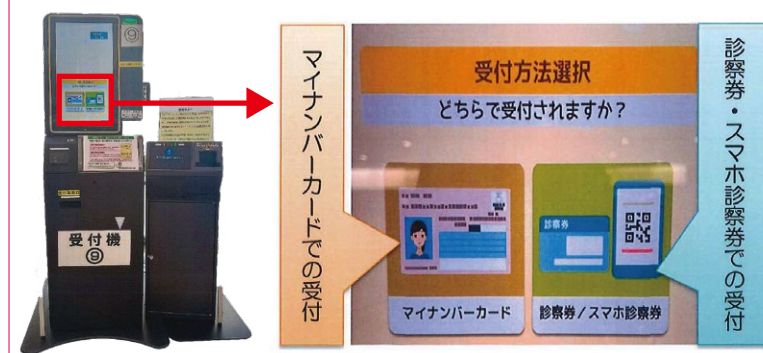 ⑨
受付機
⑨
マイナンバーカードでの受付
受付方法選択
どちらで受付されますか？
診察券
マイナンバーカード
診察券/スマホ診察券
診察券・スマホ診察券での受付